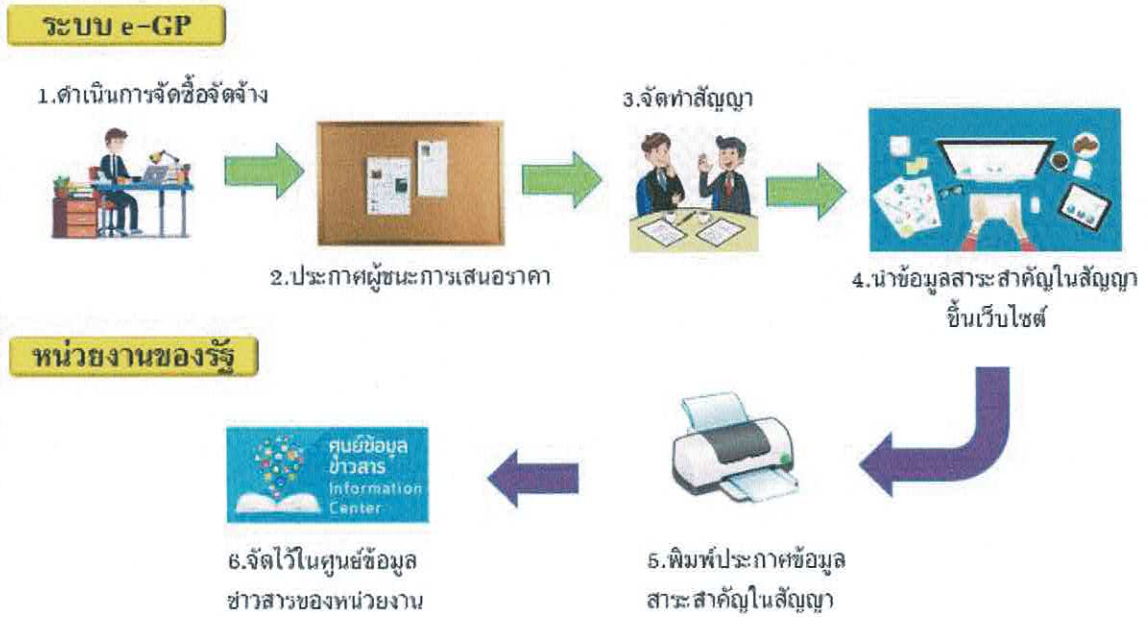 ระบบ e-GP
1.ดำเนินการจัดซื้อจัดจ้าง
2.ประกาศผู้ชนะการเสนอราคา
3.จัดทำสัญญา
4.นำข้อมูลสาระสำคัญในสัญญา
ขึ้นเว็บไซต์
หน่วยงานของรัฐ
5.พิมพ์ประกาศข้อมูล
สาระสำคัญในสัญญา
ศูนย์ข้อมูล
ข่าวสาร
Information
Center
6.จัดไว้ในศูนย์ข้อมูล
ข่าวสารของหน่วยงาน